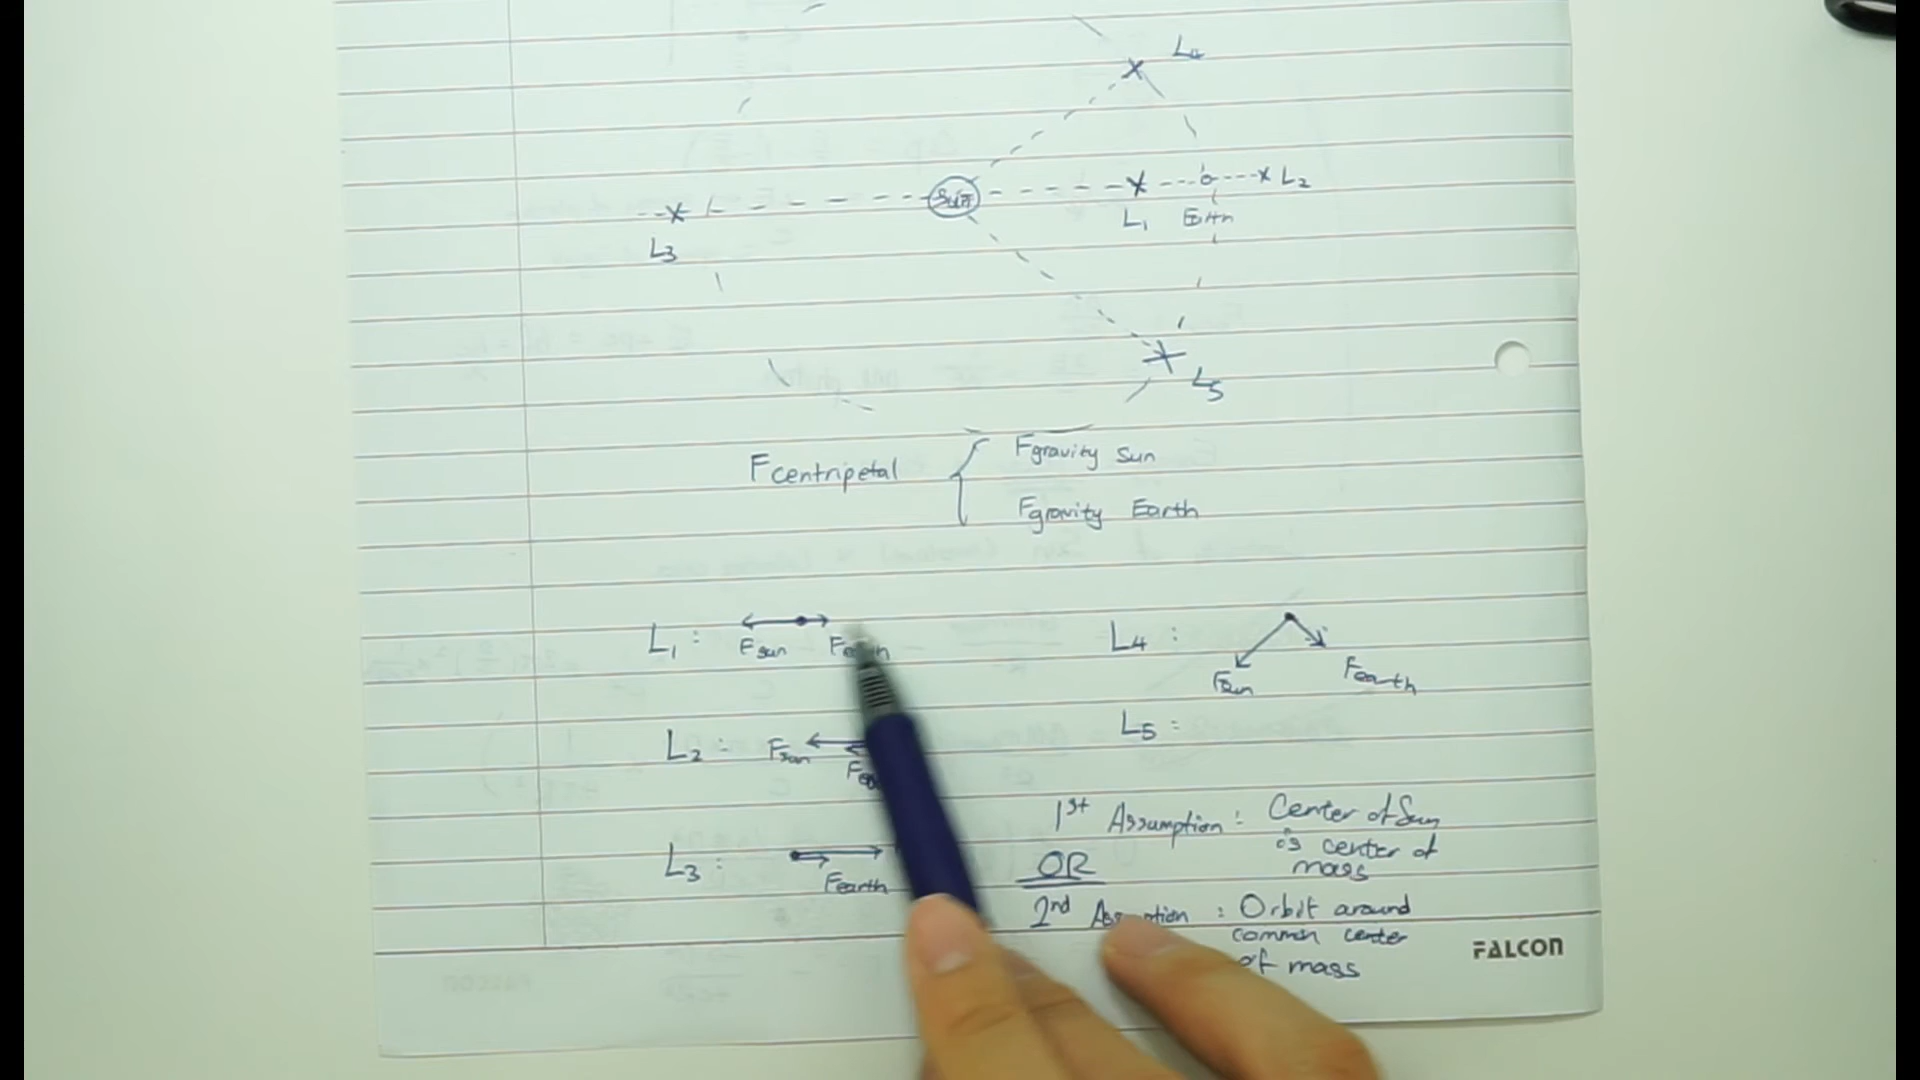 L4
Sun
L2
L1 Earth
L3
L5
Fcentripetal { Fgravity Sun
Fgravity Earth
L1 : Fsun
L2 : Fsun
L3 : Fearth
L4 : Fsun Fearth
L5 :
1st Assumption : Center of Sun
is center of
mass
OR
2nd : Orbit around
common center
of mass
FALCON